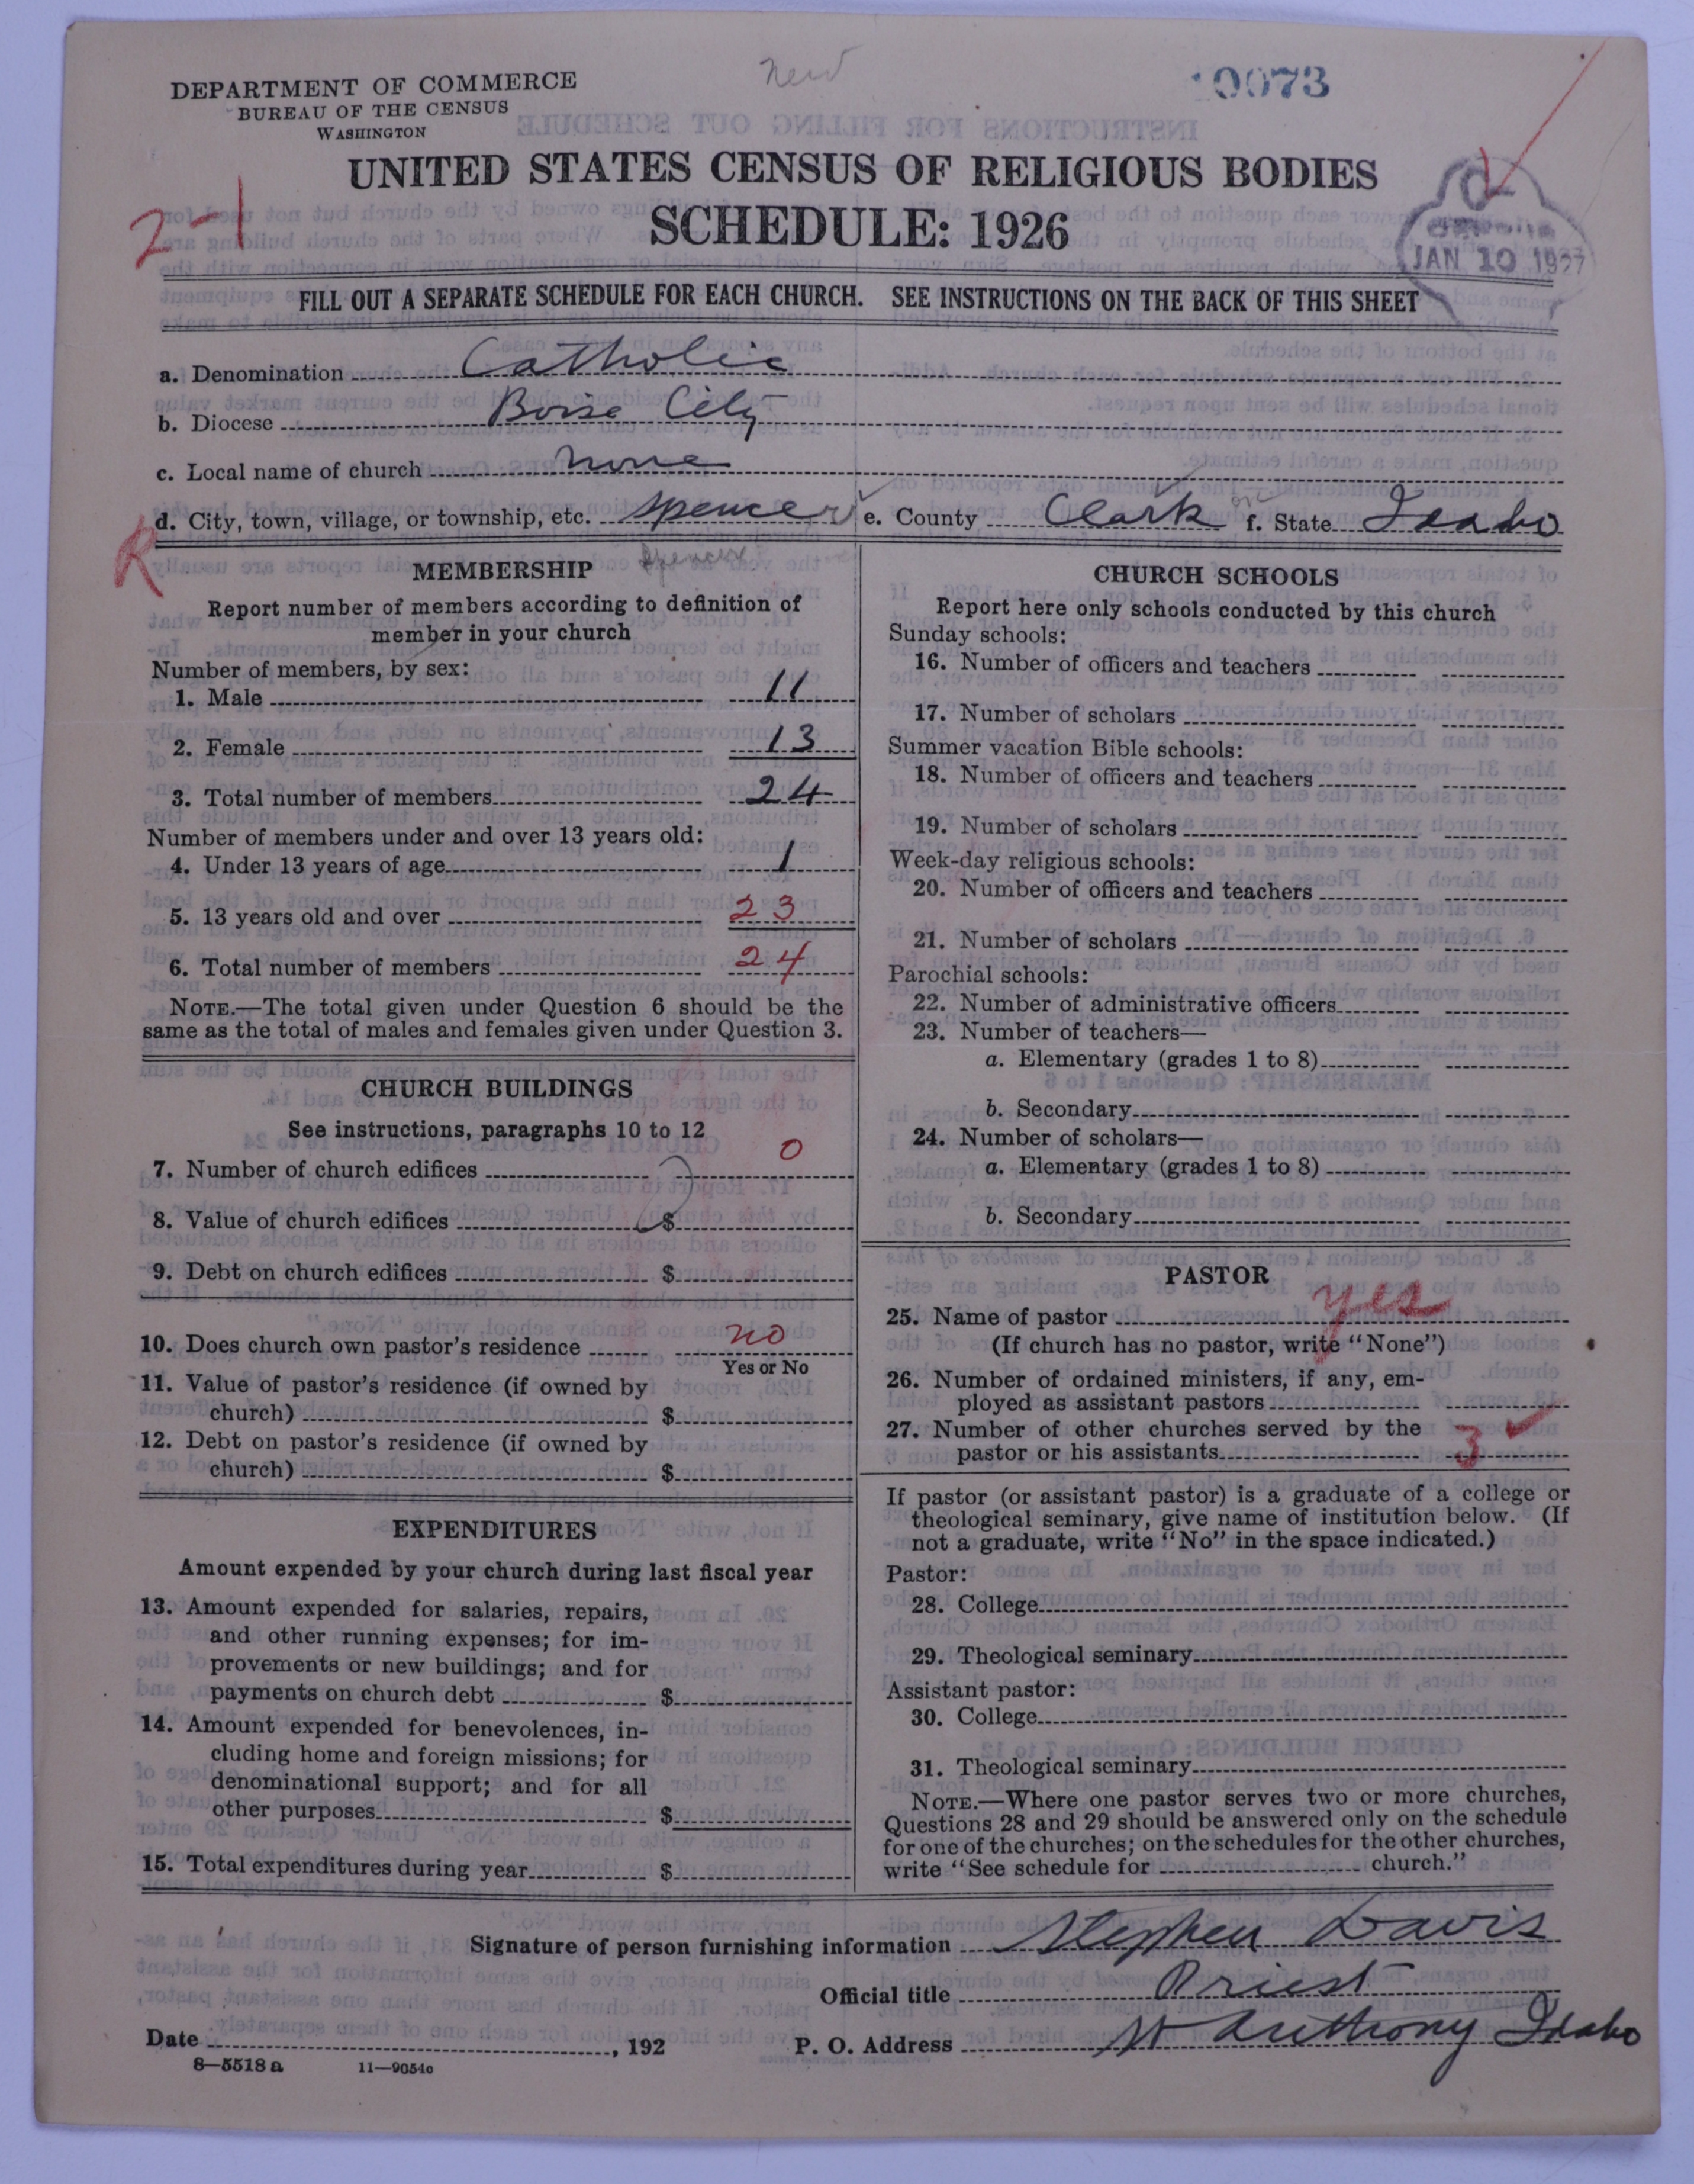 New
0073
DEPARTMENT OF COMMERCE
BUREAU OF THE CENSUS
WASHINGTON
UNITED STATES CENSUS OF RELIGIOUS BODIES
2-1
SCHEDULE: 1926
JAN 10 1927
FILL OUT A SEPARATE SCHEDULE FOR EACH CHURCH. SEE INSTRUCTIONS ON THE BACK OF THIS SHEET
a. Denomination Catholic
b. Diocese Boise City
c. Local name of church none
d. City, town, village, or township, etc. Spencer e. County Clark f. State Idaho
R
Spencer
MEMBERSHIP
Report number of members according to definition of
member in your church
Number of members, by sex:
1. Male 11
2. Female 13
3. Total number of members 24
Number of members under and over 13 years old:
4. Under 13 years of age 1
5. 13 years old and over 23
6. Total number of members 24
NOTE.—The total given under Question 6 should be the
same as the total of males and females given under Question 3.
CHURCH BUILDINGS
See instructions, paragraphs 10 to 12
7. Number of church edifices 0
8. Value of church edifices $
9. Debt on church edifices $
10. Does church own pastor's residence no
Yes or No
11. Value of pastor's residence (if owned by
church) $
12. Debt on pastor's residence (if owned by
church) $
EXPENDITURES
Amount expended by your church during last fiscal year
13. Amount expended for salaries, repairs,
and other running expenses; for im-
provements or new buildings; and for
payments on church debt $
14. Amount expended for benevolences, in-
cluding home and foreign missions; for
denominational support; and for all
other purposes $
15. Total expenditures during year $
CHURCH SCHOOLS
Report here only schools conducted by this church
Sunday schools:
16. Number of officers and teachers
17. Number of scholars
Summer vacation Bible schools:
18. Number of officers and teachers
19. Number of scholars
Week-day religious schools:
20. Number of officers and teachers
21. Number of scholars
Parochial schools:
22. Number of administrative officers
23. Number of teachers—
a. Elementary (grades 1 to 8)
b. Secondary
24. Number of scholars—
a. Elementary (grades 1 to 8)
b. Secondary
PASTOR
25. Name of pastor yes
(If church has no pastor, write "None")
26. Number of ordained ministers, if any, em-
ployed as assistant pastors
27. Number of other churches served by the
pastor or his assistants 3 ✓
If pastor (or assistant pastor) is a graduate of a college or
theological seminary, give name of institution below. (If
not a graduate, write "No" in the space indicated.)
Pastor:
28. College
29. Theological seminary
Assistant pastor:
30. College
31. Theological seminary
NOTE.—Where one pastor serves two or more churches,
Questions 28 and 29 should be answered only on the schedule
for one of the churches; on the schedules for the other churches,
write "See schedule for church."
Signature of person furnishing information Stephen Davis
Official title Priest
Date , 192 P. O. Address St Anthony Idaho
8—5518 a 11—9054c